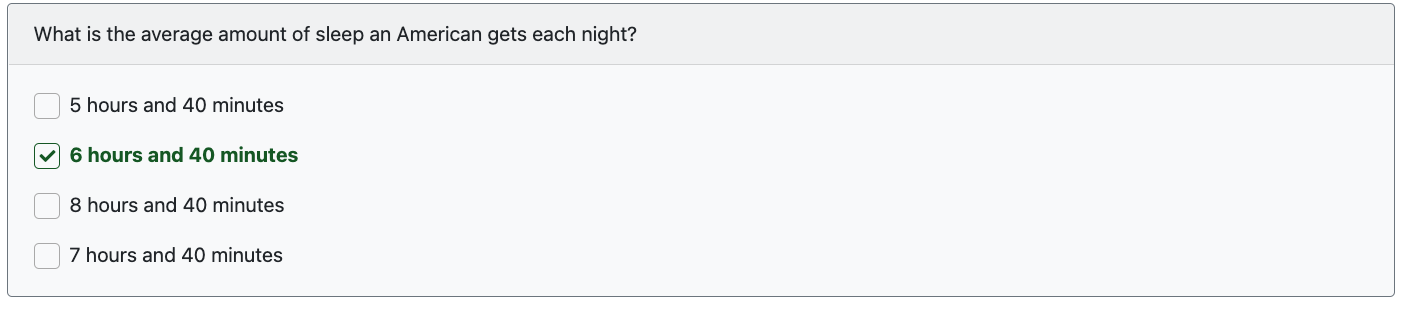 What is the average amount of sleep an American gets each night?
5 hours and 40 minutes
6 hours and 40 minutes
8 hours and 40 minutes
7 hours and 40 minutes